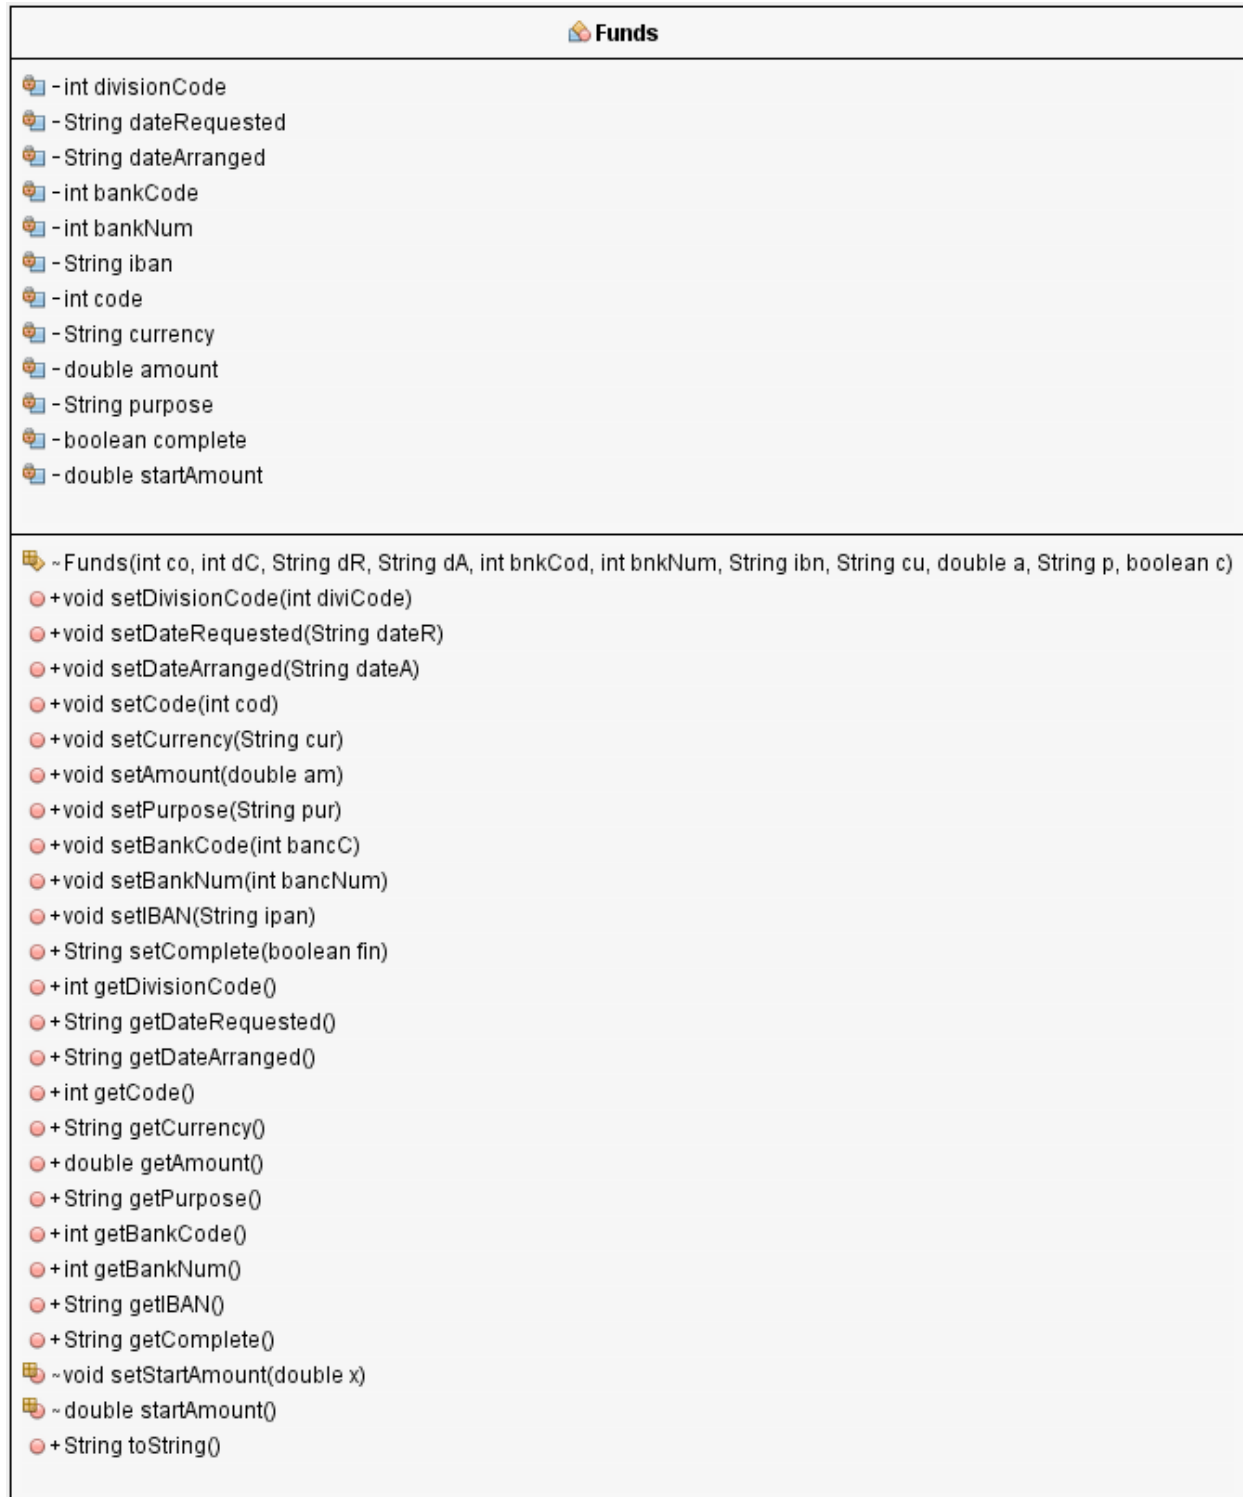 Funds
-int divisionCode
-String dateRequested
-String dateArranged
-int bankCode
-int bankNum
-String iban
-int code
-String currency
-double amount
-String purpose
-boolean complete
-double startAmount
~Funds(int co, int dC, String dR, String dA, int bnkCod, int bnkNum, String ibn, String cu, double a, String p, boolean c)
+void setDivisionCode(int diviCode)
+void setDateRequested(String dateR)
+void setDateArranged(String dateA)
+void setCode(int cod)
+void setCurrency(String cur)
+void setAmount(double am)
+void setPurpose(String pur)
+void setBankCode(int bancC)
+void setBankNum(int bancNum)
+void setIBAN(String ipan)
+String setComplete(boolean fin)
+int getDivisionCode()
+String getDateRequested()
+String getDateArranged()
+int getCode()
+String getCurrency()
+double getAmount()
+String getPurpose()
+int getBankCode()
+int getBankNum()
+String getIBAN()
+String getComplete()
~void setStartAmount(double x)
~double startAmount()
+String toString()